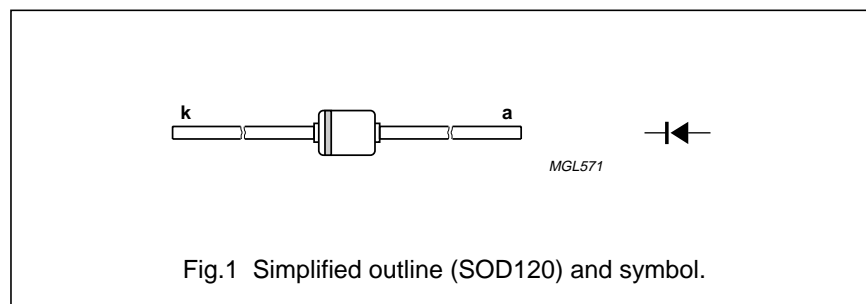 k
a
MGL571
Fig.1 Simplified outline (SOD120) and symbol.